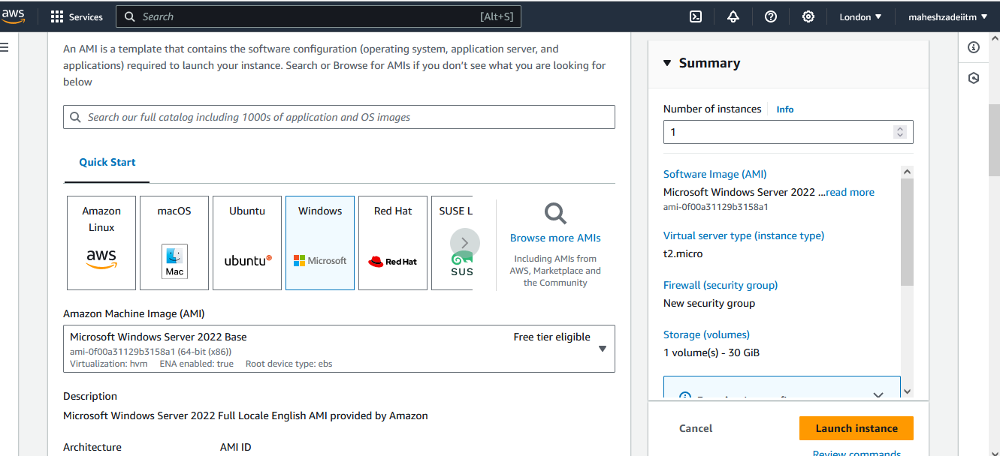 aws
Services
Search
[Alt+S]
London
maheshzadeiitm
An AMI is a template that contains the software configuration (operating system, application server, and
applications) required to launch your instance. Search or Browse for AMIs if you don't see what you are looking for
below
Search our full catalog including 1000s of application and OS images
Quick Start
Amazon
Linux
aws
macOS
Mac
Ubuntu
ubuntu
Windows
Microsoft
Red Hat
Red Hat
SUSE L
SUS
Browse more AMIs
Including AMIs from
AWS, Marketplace and
the Community
Amazon Machine Image (AMI)
Microsoft Windows Server 2022 Base
Free tier eligible
ami-0f00a31129b3158a1 (64-bit (x86))
Virtualization: hvm ENA enabled: true Root device type: ebs
Description
Microsoft Windows Server 2022 Full Locale English AMI provided by Amazon
Architecture
AMI ID
Summary
Number of instances
Info
1
Software Image (AMI)
Microsoft Windows Server 2022 ...read more
ami-0f00a31129b3158a1
Virtual server type (instance type)
t2.micro
Firewall (security group)
New security group
Storage (volumes)
1 volume(s) - 30 GiB
Cancel
Launch instance
Review commands